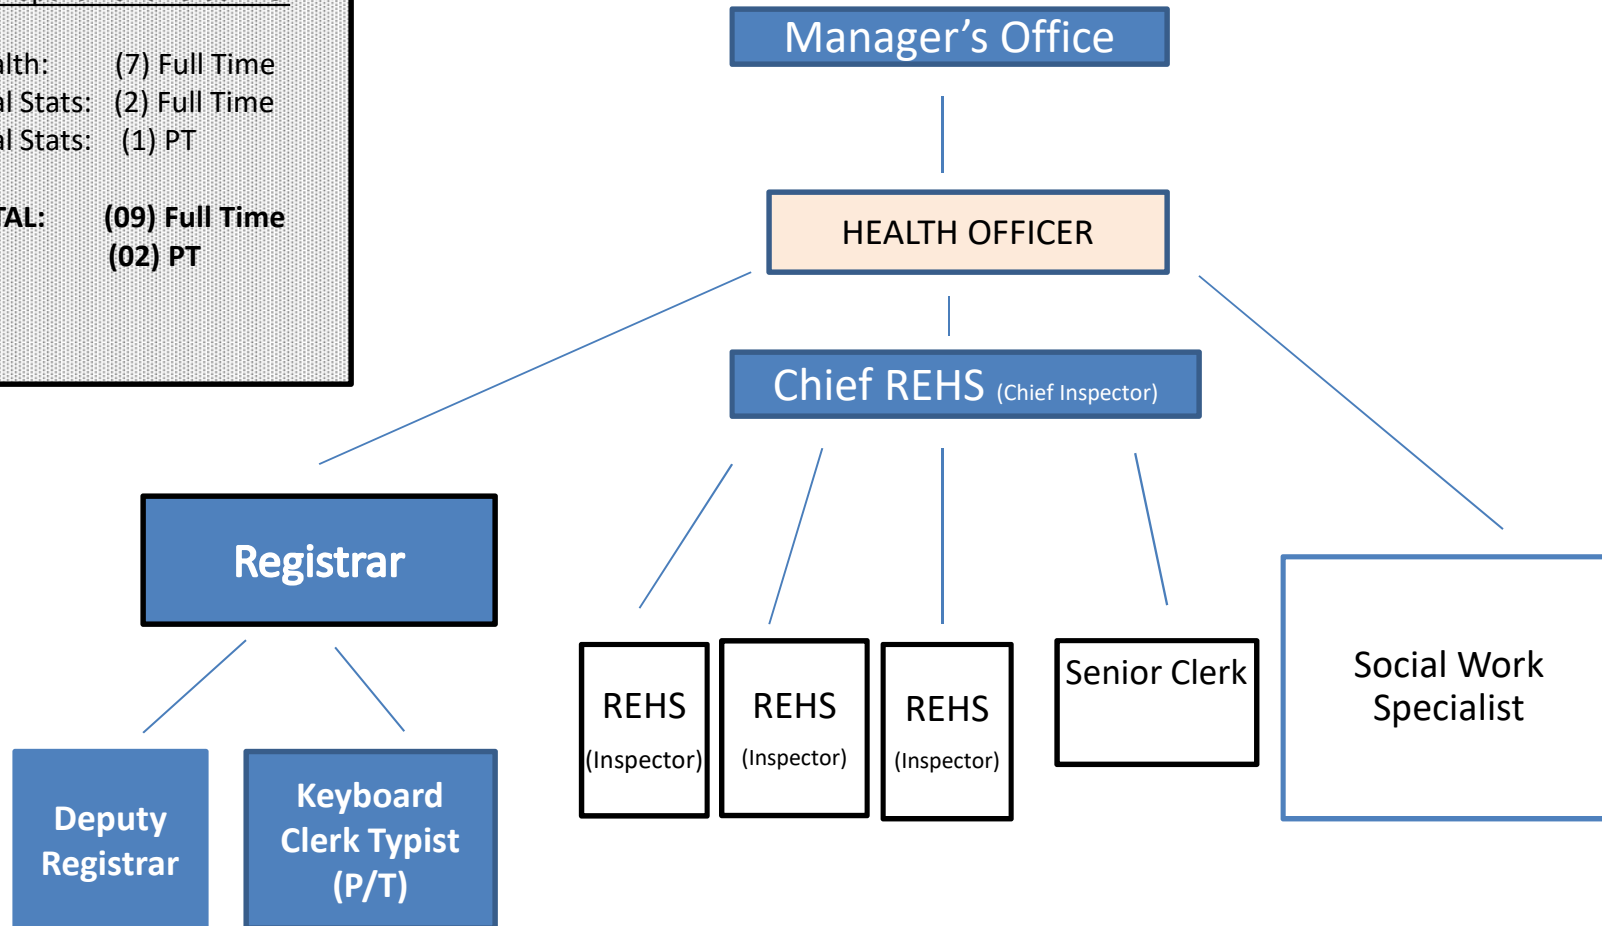 alth: (7) Full Time
al Stats: (2) Full Time
al Stats: (1) PT
TAL: (09) Full Time
(02) PT
Manager’s Office
HEALTH OFFICER
Chief REHS (Chief Inspector)
Registrar
Deputy
Registrar
Keyboard
Clerk Typist
(P/T)
REHS
(Inspector)
REHS
(Inspector)
REHS
(Inspector)
Senior Clerk
Social Work
Specialist